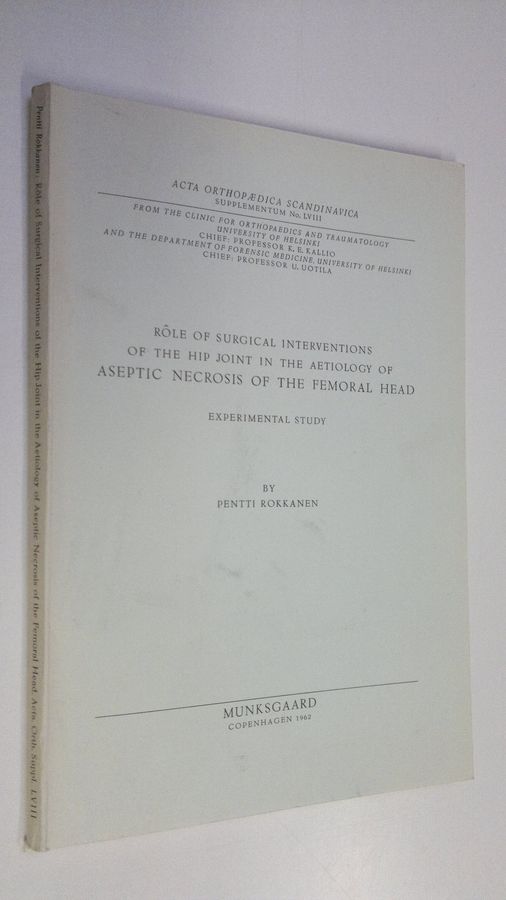 ACTA ORTHOPÆDICA SCANDINAVICA
SUPPLEMENTUM No. LVIII
FROM THE CLINIC FOR ORTHOPAEDICS AND TRAUMATOLOGY
UNIVERSITY OF HELSINKI
CHIEF: PROFESSOR K. E. KALLIO
AND THE DEPARTMENT OF FORENSIC MEDICINE, UNIVERSITY OF HELSINKI
CHIEF: PROFESSOR U. UOTILA
RÔLE OF SURGICAL INTERVENTIONS
OF THE HIP JOINT IN THE AETIOLOGY OF
ASEPTIC NECROSIS OF THE FEMORAL HEAD
EXPERIMENTAL STUDY
BY
PENTTI ROKKANEN
MUNKSGAARD
COPENHAGEN 1962
Pentti Rokkanen: Rôle of Surgical Interventions of the Hip Joint in the Aetiology of Aseptic Necrosis of the Femoral Head. Acta. Orth. Suppl. LVIII